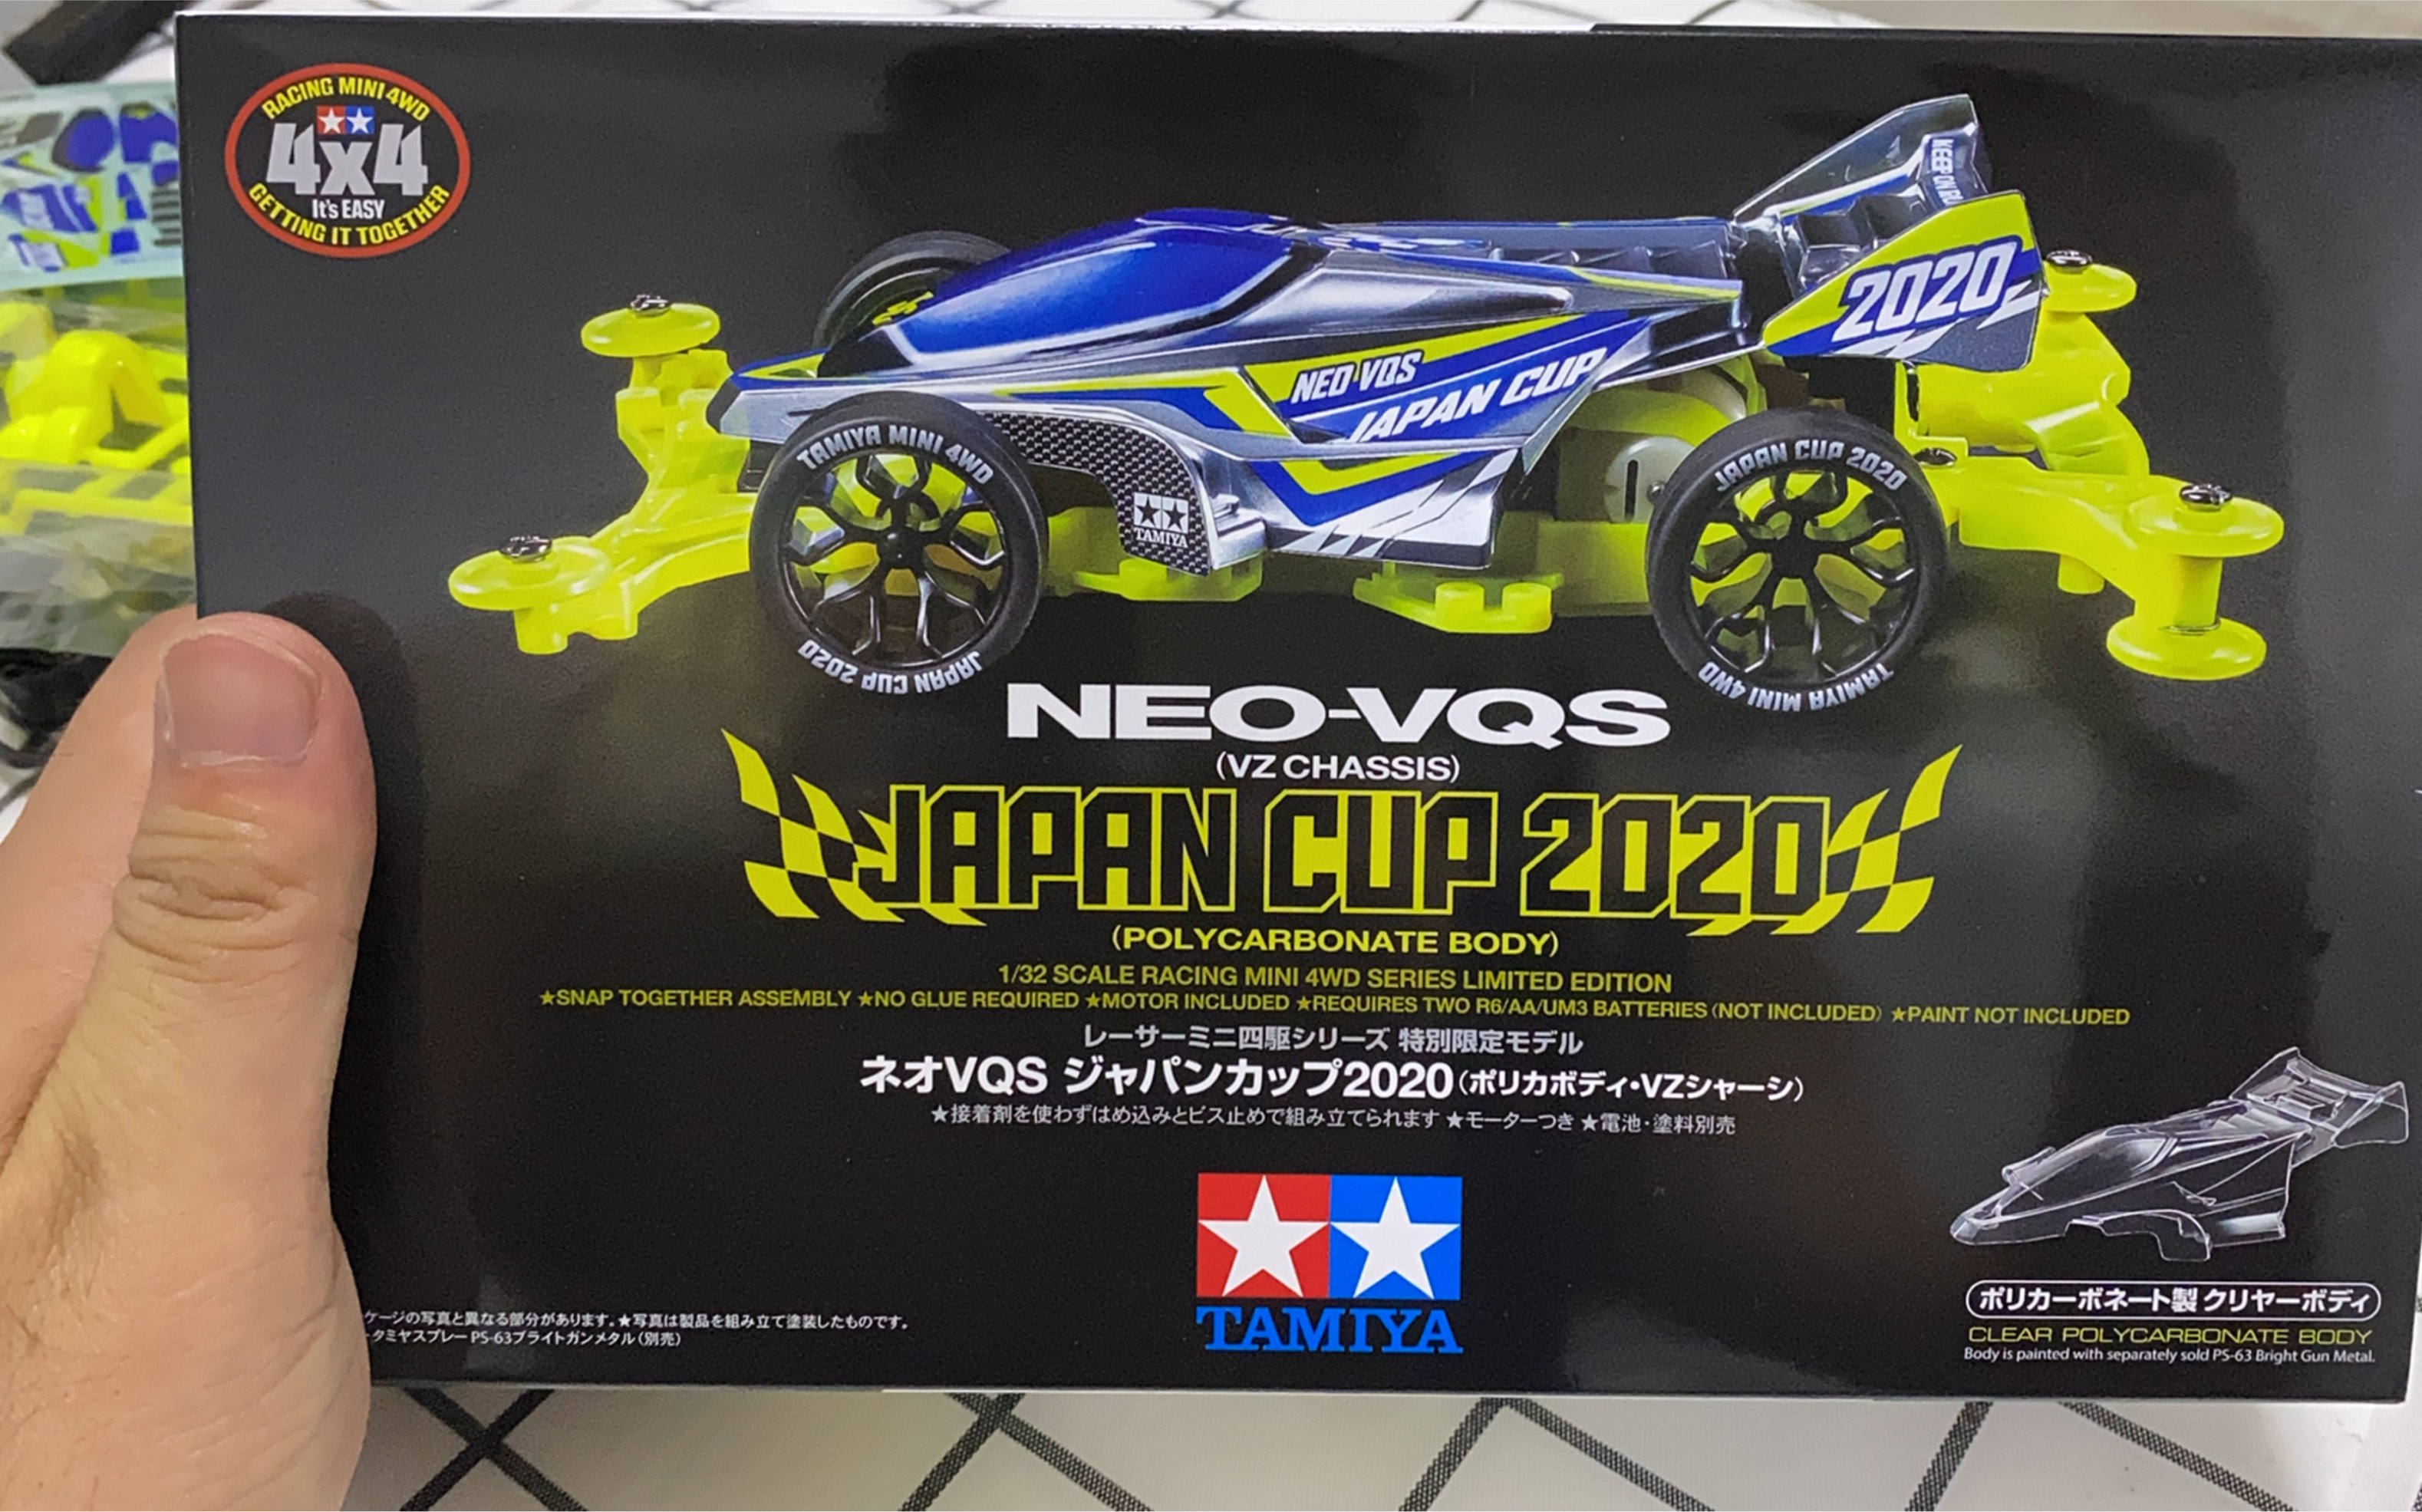 RACING MINI 4WD
4x4
It's EASY
GETTING IT TOGETHER
KEEP ON
2020
NEO VQS
JAPAN CUP
TAMIYA MINI 4WD
JAPAN CUP 2020
TAMIYA
JAPAN CUP 2020
TAMIYA MINI 4WD
NEO-VQS
(VZ CHASSIS)
JAPAN CUP 2020
(POLYCARBONATE BODY)
1/32 SCALE RACING MINI 4WD SERIES LIMITED EDITION
★SNAP TOGETHER ASSEMBLY ★NO GLUE REQUIRED ★MOTOR INCLUDED ★REQUIRES TWO R6/AA/UM3 BATTERIES (NOT INCLUDED) ★PAINT NOT INCLUDED
レーサーミニ四駆シリーズ 特別限定モデル
ネオVQS ジャパンカップ2020(ポリカボディ・VZシャーシ)
★接着剤を使わずはめ込みとビス止めで組み立てられます ★モーターつき ★電池・塗料別売
TAMIYA
ケージの写真と異なる部分があります。★写真は製品を組み立て塗装したものです。
タミヤスプレー PS-63ブライトガンメタル(別売)
ポリカーボネート製 クリヤーボディ
CLEAR POLYCARBONATE BODY
Body is painted with separately sold PS-63 Bright Gun Metal.